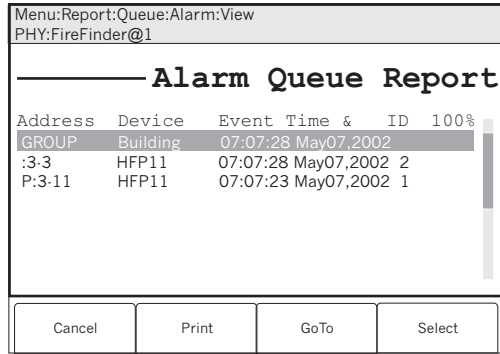 Menu:Report:Queue:Alarm:View
PHY:FireFinder@1
Alarm Queue Report
Address Device Event Time & ID 100%
GROUP Building 07:07:28 May07,2002
:3-3 HFP11 07:07:28 May07,2002 2
P:3-11 HFP11 07:07:23 May07,2002 1
Cancel Print GoTo Select